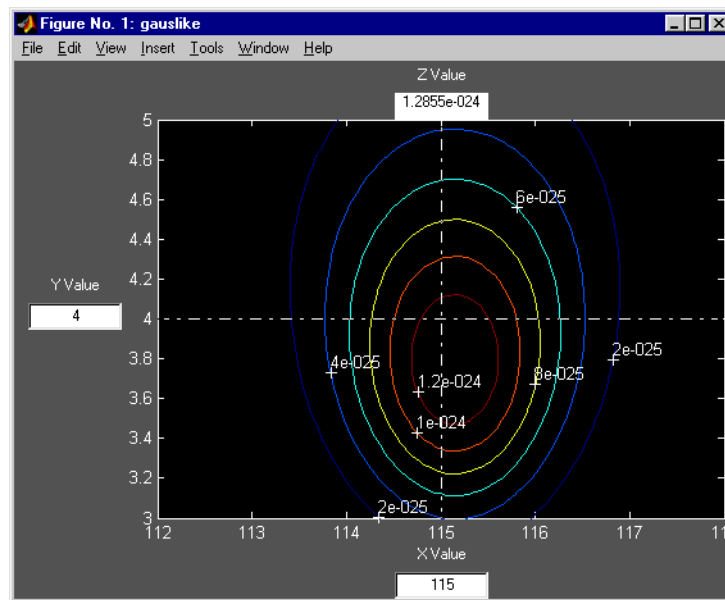 Figure No. 1: gauslike
File Edit View Insert Tools Window Help
Z Value
1.2855e-024
5
4.8
4.6
4.4
4.2
4
3.8
3.6
3.4
3.2
3
Y Value
4
6e-025
2e-025
4e-025
8e-025
1.2e-024
1e-024
2e-025
112 113 114 115 116 117
X Value
115